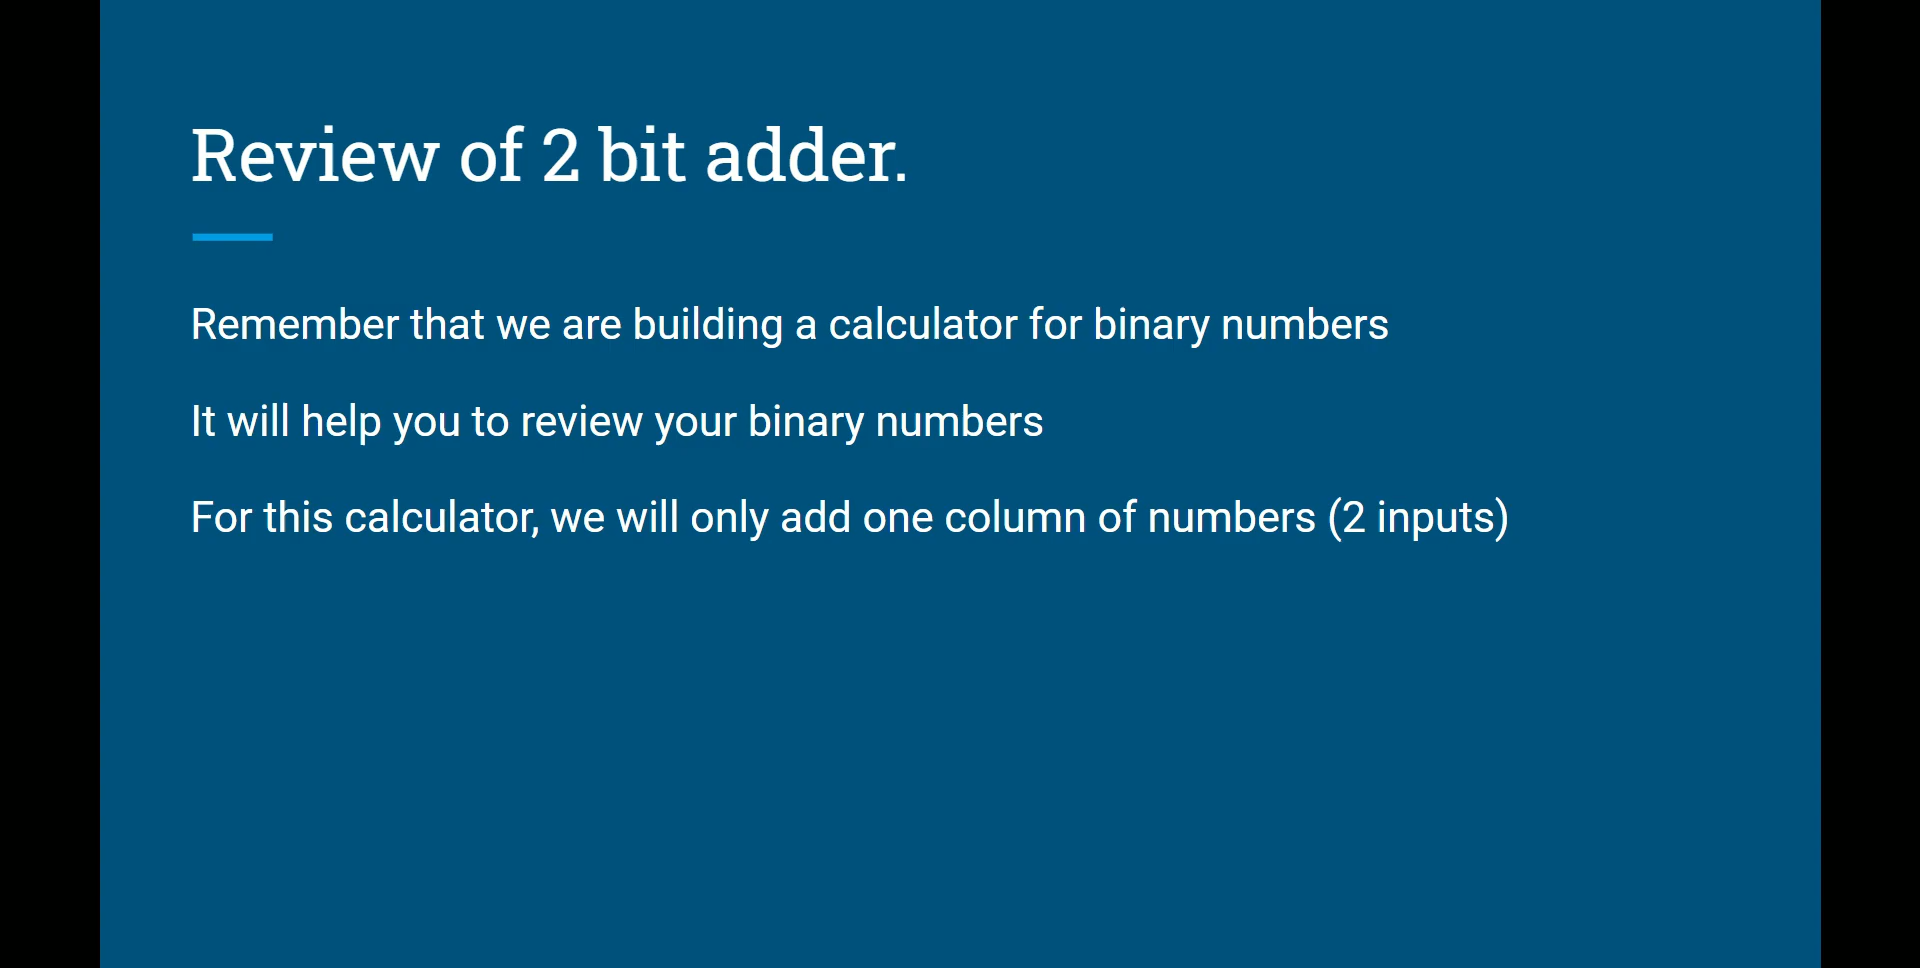 Review of 2 bit adder.
Remember that we are building a calculator for binary numbers
It will help you to review your binary numbers
For this calculator, we will only add one column of numbers (2 inputs)